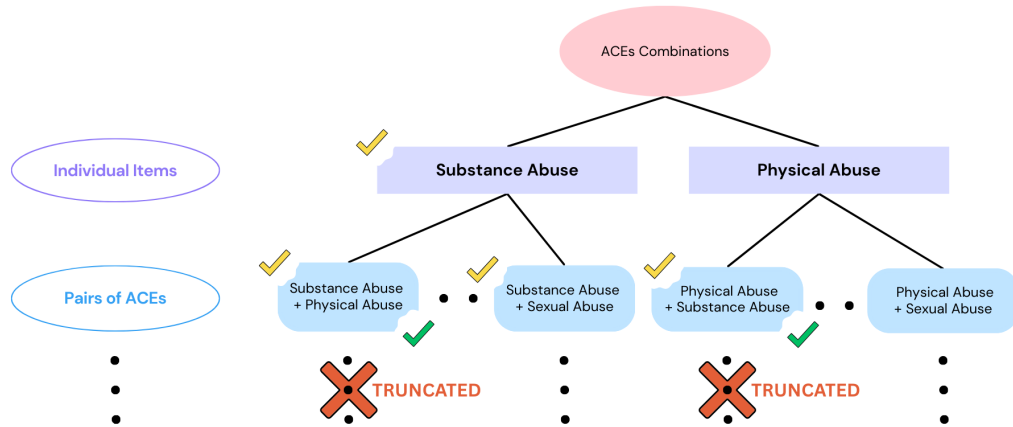 ACEs Combinations
Individual Items
Substance Abuse
Physical Abuse
Pairs of ACEs
Substance Abuse
+ Physical Abuse
Substance Abuse
+ Sexual Abuse
Physical Abuse
+ Substance Abuse
Physical Abuse
+ Sexual Abuse
TRUNCATED
TRUNCATED